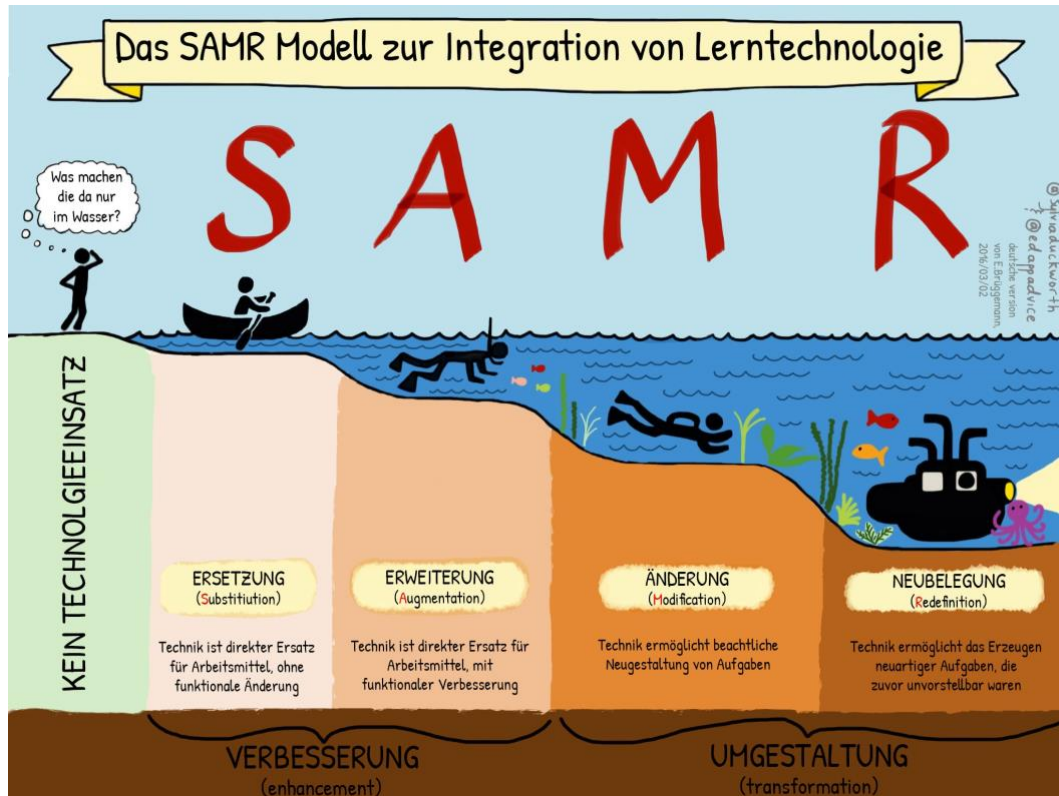 Das SAMR Modell zur Integration von Lerntechnologie
S A M R
Was machen
die da nur
im Wasser?
@sylviaduckworth
& @edappadvice
deutsche version
von E.Brüggemann,
2016/03/02
KEIN TECHNOLGIEEINSATZ
ERSETZUNG
(Substitiution)
Technik ist direkter Ersatz
für Arbeitsmittel, ohne
funktionale Änderung
ERWEITERUNG
(Augmentation)
Technik ist direkter Ersatz für
Arbeitsmittel, mit
funktionaler Verbesserung
ÄNDERUNG
(Modification)
Technik ermöglicht beachtliche
Neugestaltung von Aufgaben
NEUBELEGUNG
(Redefinition)
Technik ermöglicht das Erzeugen
neuartiger Aufgaben, die
zuvor unvorstellbar waren
VERBESSERUNG
(enhancement)
UMGESTALTUNG
(transformation)